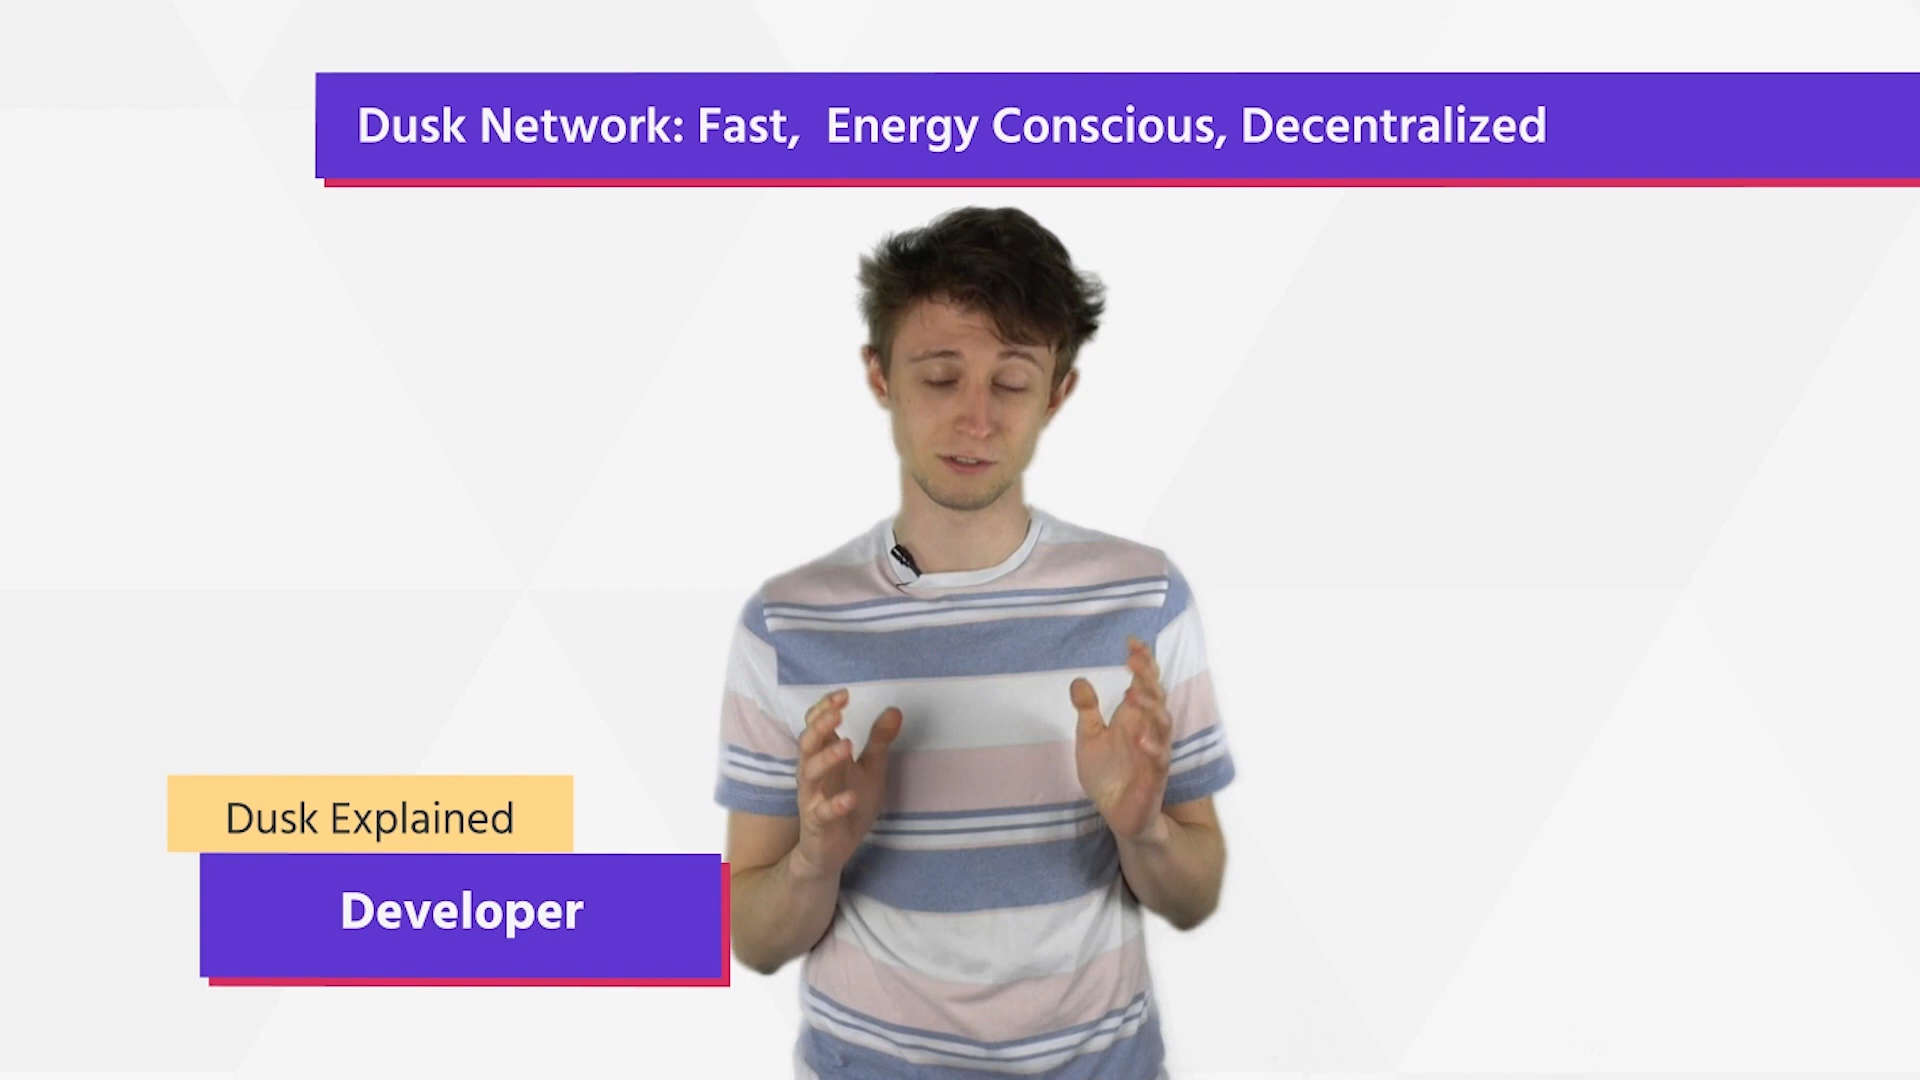 Dusk Network: Fast,  Energy Conscious, Decentralized
Dusk Explained
Developer